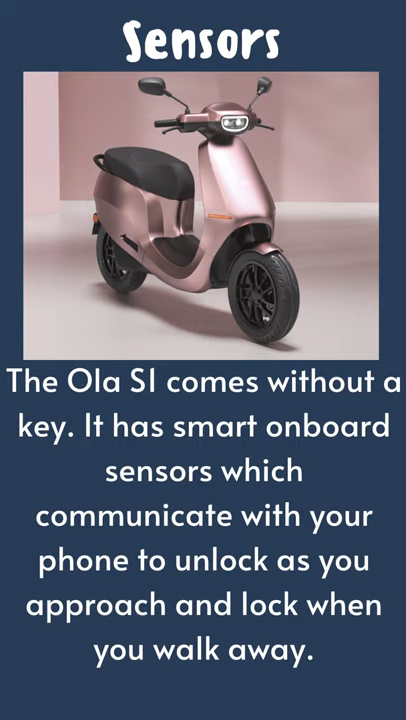 Sensors
The Ola S1 comes without a
key. It has smart onboard
sensors which
communicate with your
phone to unlock as you
approach and lock when
you walk away.